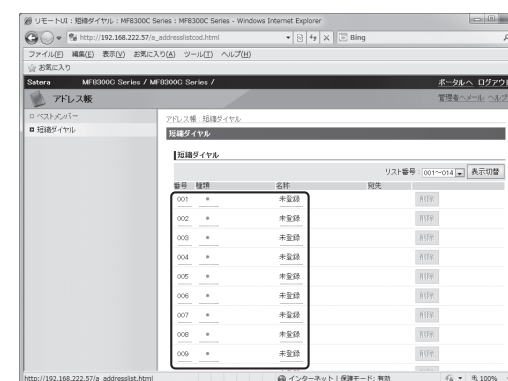 リモートUI : 短縮ダイヤル : MF8300C Series : MF8300C Series - Windows Internet Explorer
http://192.168.222.57/a_addresslistcod.html
Bing
ファイル(F) 編集(E) 表示(V) お気に入り(A) ツール(T) ヘルプ(H)
お気に入り
Satera MF8300C Series / MF8300C Series / ポータルへ ログアウ
アドレス帳 管理者へメール ヘルプ
ベストメンバー
短縮ダイヤル
アドレス帳 : 短縮ダイヤル
短縮ダイヤル
短縮ダイヤル
リスト番号 : 001～014 表示切替
番号 種類 名称 宛先
001 未登録 削除
002 未登録 削除
003 未登録 削除
004 未登録 削除
005 未登録 削除
006 未登録 削除
007 未登録 削除
008 未登録 削除
009 未登録 削除
http://192.168.222.57/a_addresslist.html インターネット | 保護モード: 有効 100%